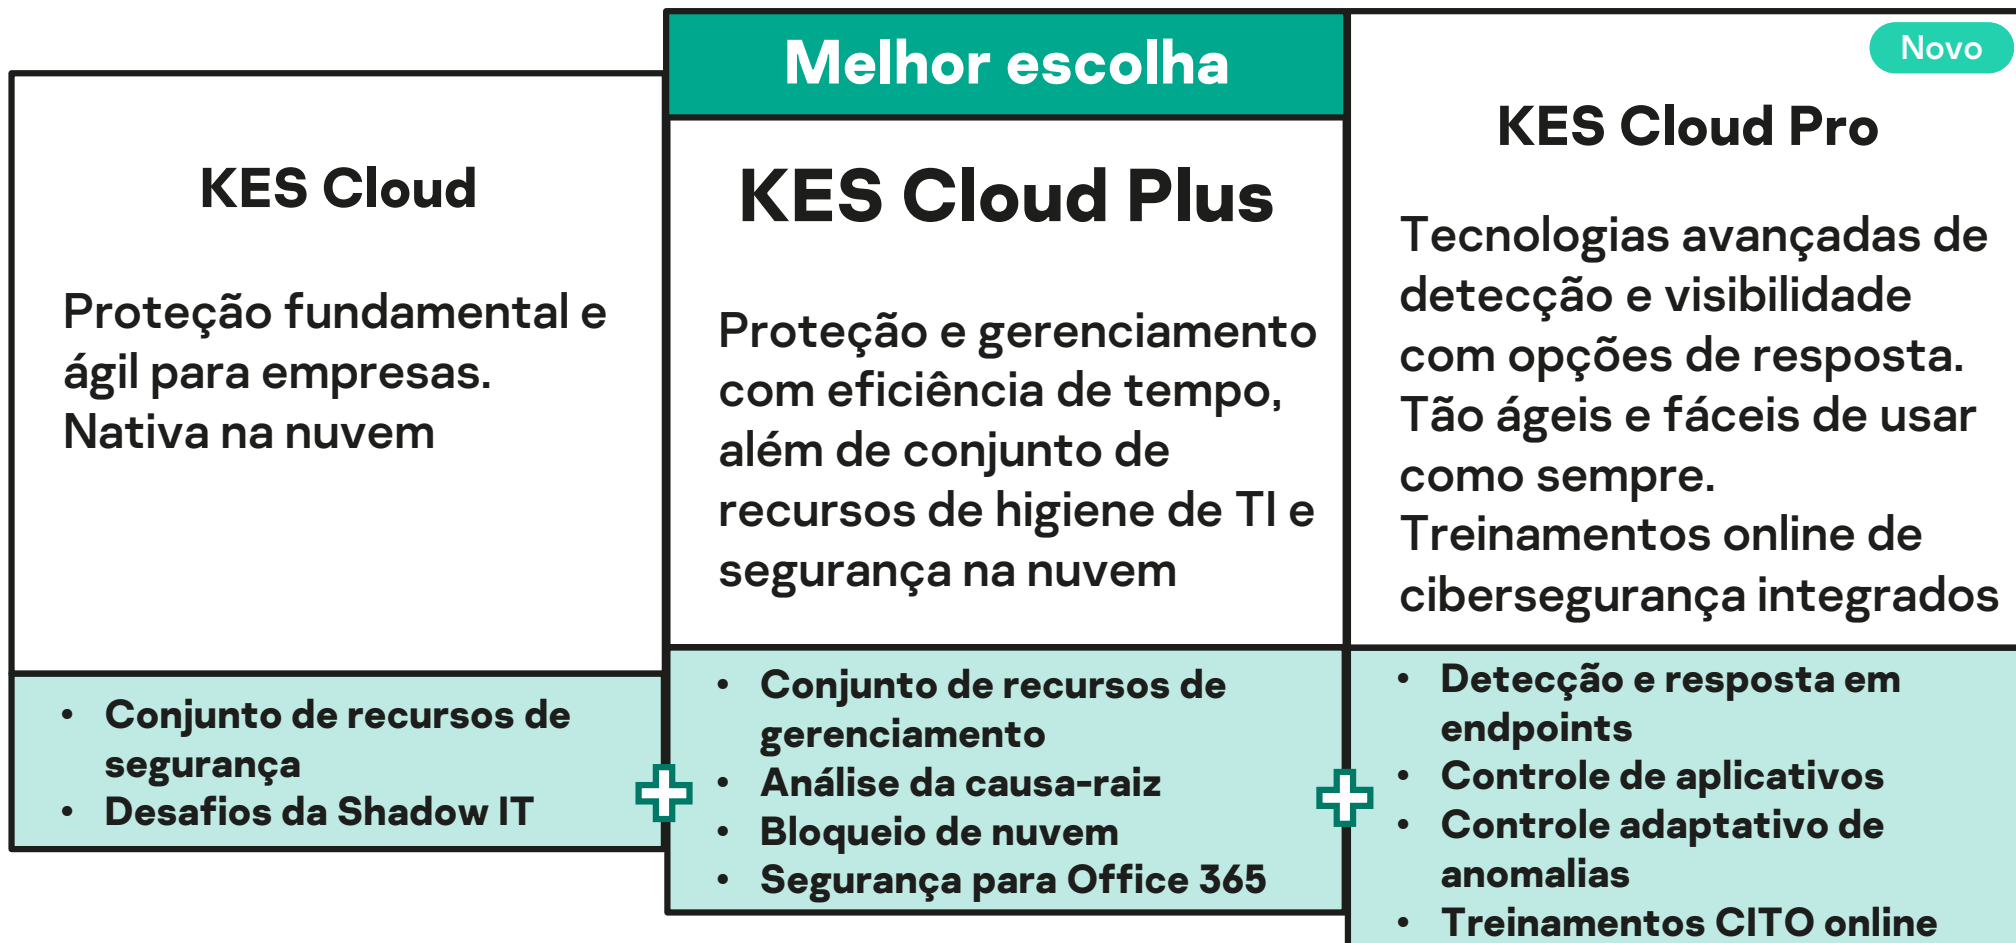 KES Cloud
Proteção fundamental e
ágil para empresas.
Nativa na nuvem
• Conjunto de recursos de
segurança
• Desafios da Shadow IT
Melhor escolha
KES Cloud Plus
Proteção e gerenciamento
com eficiência de tempo,
além de conjunto de
recursos de higiene de TI e
segurança na nuvem
• Conjunto de recursos de
gerenciamento
• Análise da causa-raiz
• Bloqueio de nuvem
• Segurança para Office 365
Novo
KES Cloud Pro
Tecnologias avançadas de
detecção e visibilidade
com opções de resposta.
Tão ágeis e fáceis de usar
como sempre.
Treinamentos online de
cibersegurança integrados
• Detecção e resposta em
endpoints
• Controle de aplicativos
• Controle adaptativo de
anomalias
• Treinamentos CITO online